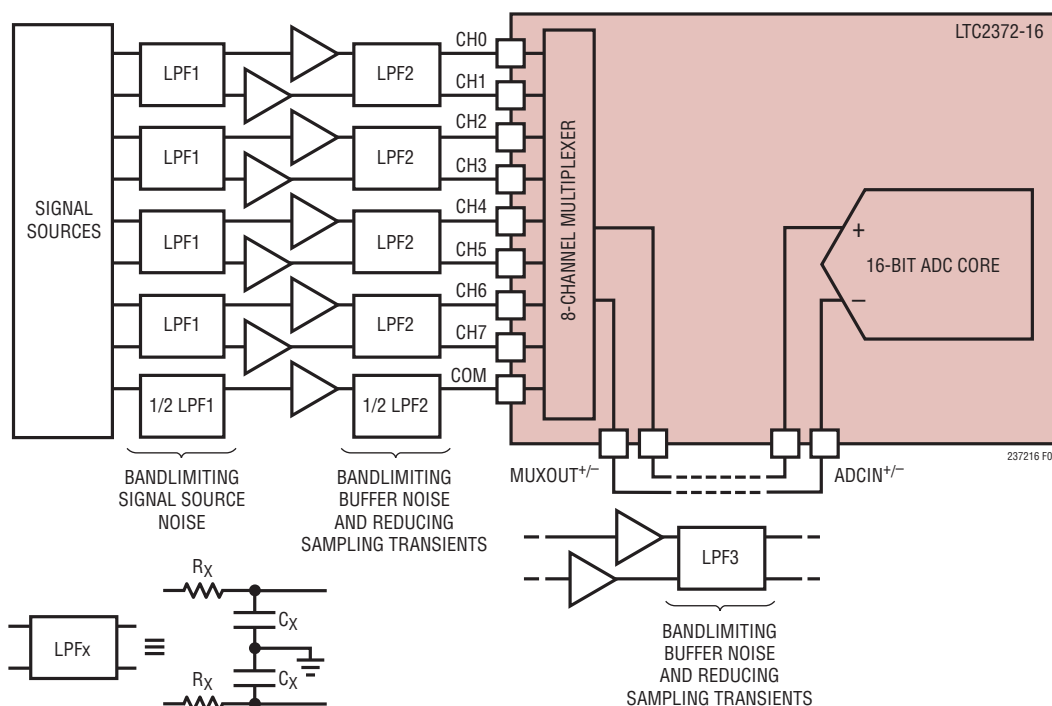 LTC2372-16
SIGNAL
SOURCES
LPF1
LPF2
CH0
CH1
LPF1
LPF2
CH2
CH3
LPF1
LPF2
CH4
CH5
LPF1
LPF2
CH6
CH7
1/2 LPF1
1/2 LPF2
COM
8-CHANNEL MULTIPLEXER
+
–
16-BIT ADC CORE
237216 F0
MUXOUT+/–
ADCIN+/–
BANDLIMITING
SIGNAL SOURCE
NOISE
BANDLIMITING
BUFFER NOISE
AND REDUCING
SAMPLING TRANSIENTS
LPF3
BANDLIMITING
BUFFER NOISE
AND REDUCING
SAMPLING TRANSIENTS
LPFx
≡
RX
CX
CX
RX